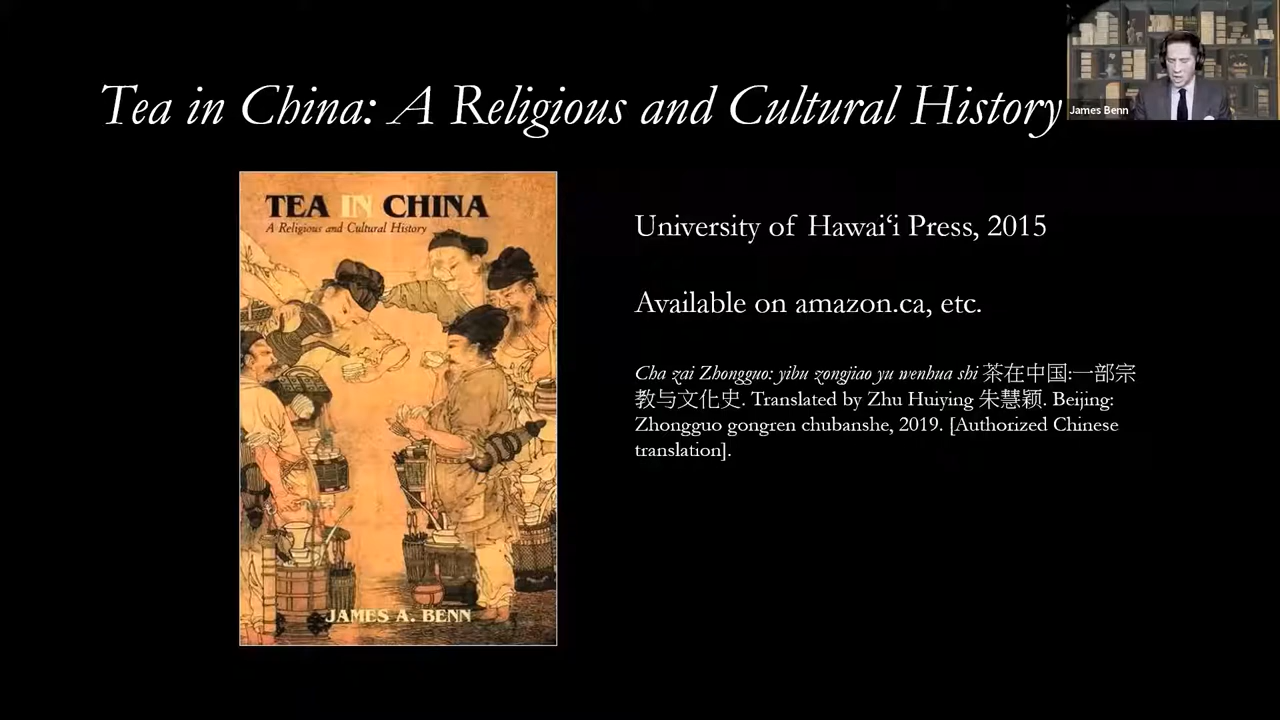 Tea in China: A Religious and Cultural History
James Benn
TEA IN CHINA
A Religious and Cultural History
JAMES A. BENN
University of Hawai‘i Press, 2015
Available on amazon.ca, etc.
Cha zai Zhongguo: yibu zongjiao yu wenhua shi 茶在中国:一部宗
教与文化史. Translated by Zhu Huiying 朱慧颖. Beijing:
Zhongguo gongren chubanshe, 2019. [Authorized Chinese
translation].